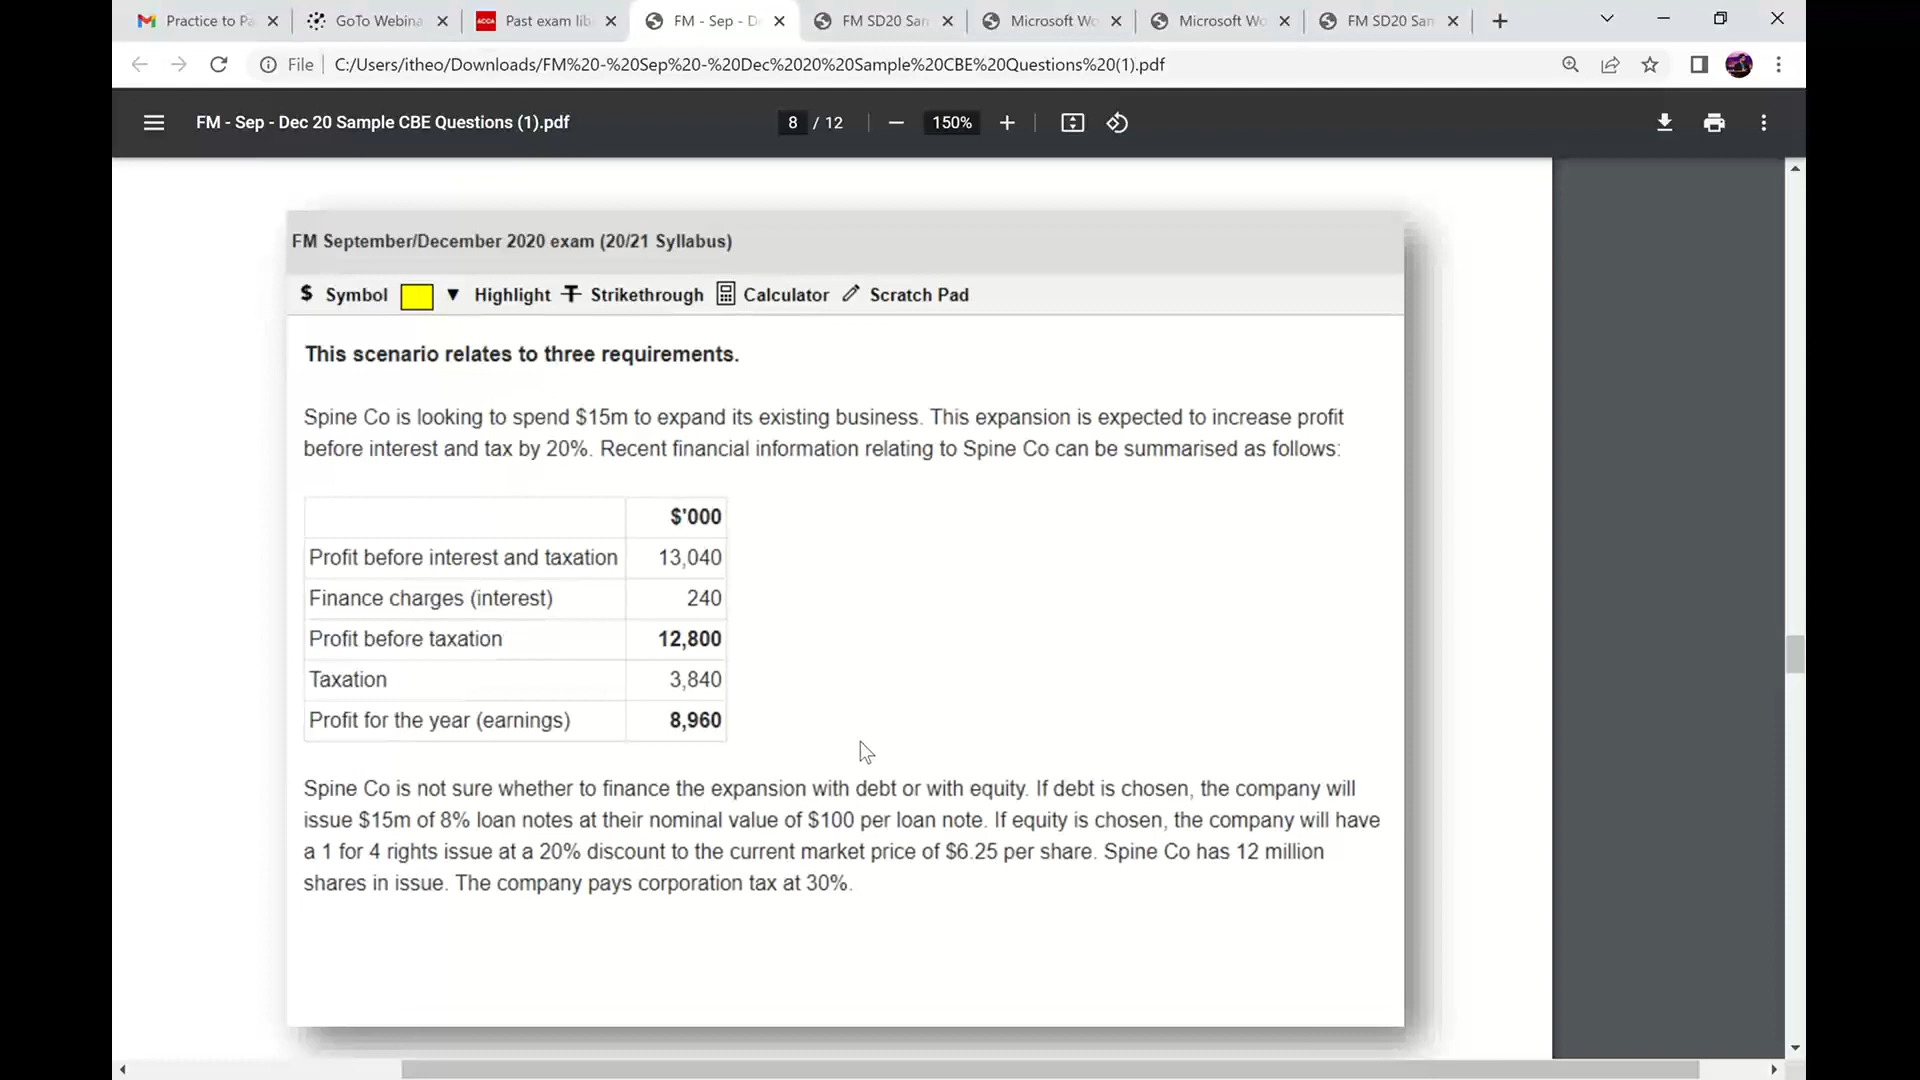 Practice to Pa
GoTo Webina
ACCA Past exam lib
FM - Sep - De
FM SD20 San
Microsoft Wo
Microsoft Wo
FM SD20 San
File C:/Users/itheo/Downloads/FM%20-%20Sep%20-%20Dec%2020%20Sample%20CBE%20Questions%20(1).pdf
FM - Sep - Dec 20 Sample CBE Questions (1).pdf
8 / 12
150%
FM September/December 2020 exam (20/21 Syllabus)
$ Symbol Highlight Strikethrough Calculator Scratch Pad
This scenario relates to three requirements.
Spine Co is looking to spend $15m to expand its existing business. This expansion is expected to increase profit
before interest and tax by 20%. Recent financial information relating to Spine Co can be summarised as follows:
$'000
Profit before interest and taxation 13,040
Finance charges (interest) 240
Profit before taxation 12,800
Taxation 3,840
Profit for the year (earnings) 8,960
Spine Co is not sure whether to finance the expansion with debt or with equity. If debt is chosen, the company will
issue $15m of 8% loan notes at their nominal value of $100 per loan note. If equity is chosen, the company will have
a 1 for 4 rights issue at a 20% discount to the current market price of $6.25 per share. Spine Co has 12 million
shares in issue. The company pays corporation tax at 30%.